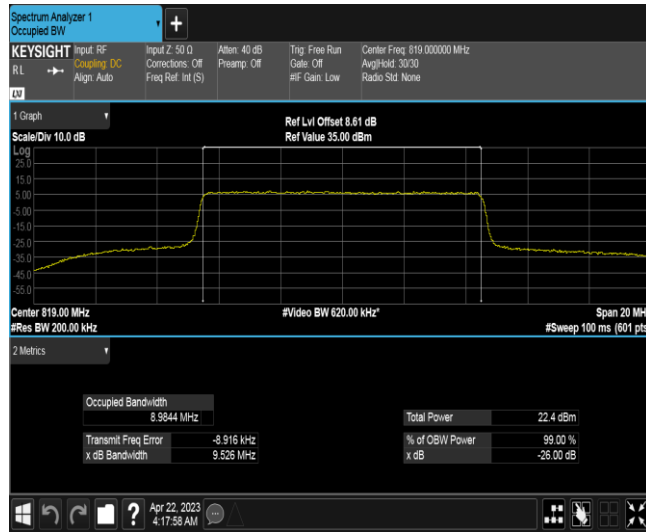 Spectrum Analyzer 1
Occupied BW
+
KEYSIGHT
RL
LXI
Input: RF
Coupling: DC
Align: Auto
Input Z: 50 Ω
Corrections: Off
Freq Ref: Int (S)
Atten: 40 dB
Preamp: Off
Trig: Free Run
Gate: Off
#IF Gain: Low
Center Freq: 819.000000 MHz
Avg|Hold: 30/30
Radio Std: None
1 Graph
Scale/Div 10.0 dB
Ref Lvl Offset 8.61 dB
Ref Value 35.00 dBm
Log
25.0
15.0
5.00
-5.00
-15.0
-25.0
-35.0
-45.0
-55.0
Center 819.00 MHz
#Res BW 200.00 kHz
#Video BW 620.00 kHz*
Span 20 MH
#Sweep 100 ms (601 pts
2 Metrics
Occupied Bandwidth
8.9844 MHz
Transmit Freq Error -8.916 kHz
x dB Bandwidth 9.526 MHz
Total Power 22.4 dBm
% of OBW Power 99.00 %
x dB -26.00 dB
?
Apr 22, 2023
4:17:58 AM